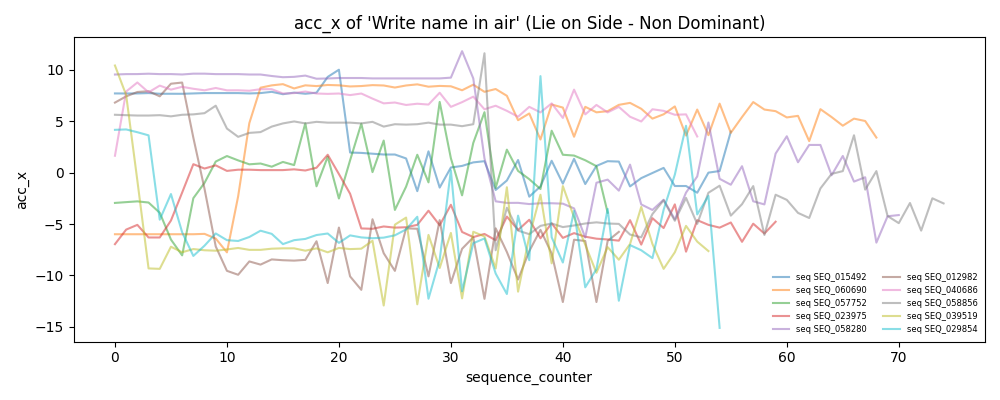 acc_x of 'Write name in air' (Lie on Side - Non Dominant)
acc_x
10
5
0
−5
−10
−15
0
10
20
30
40
50
60
70
sequence_counter
seq SEQ_015492
seq SEQ_060690
seq SEQ_057752
seq SEQ_023975
seq SEQ_058280
seq SEQ_012982
seq SEQ_040686
seq SEQ_058856
seq SEQ_039519
seq SEQ_029854